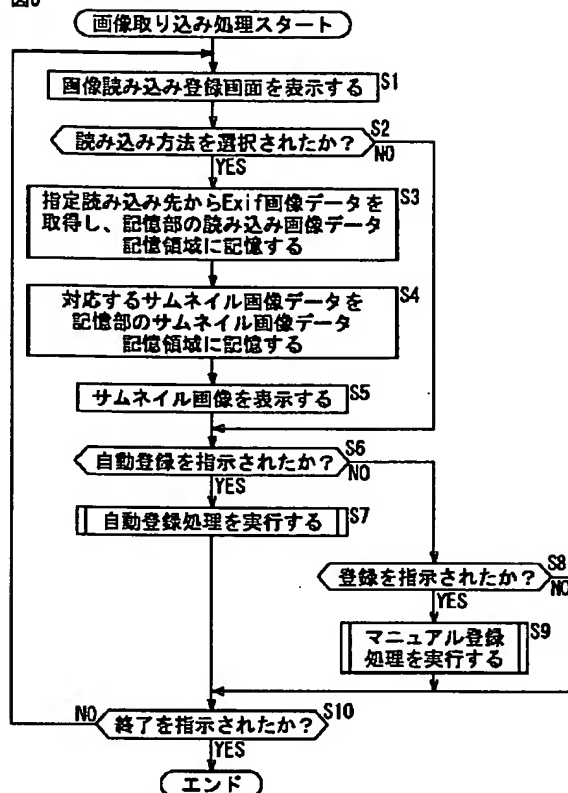 画像取り込み処理スタート
画像読み込み登録画面を表示する
S1
読み込み方法を選択されたか？
S2
NO
YES
指定読み込み先からExif画像データを
取得し、記憶部の読み込み画像データ
記憶領域に記憶する
S3
対応するサムネイル画像データを
記憶部のサムネイル画像データ
記憶領域に記憶する
S4
サムネイル画像を表示する
S5
自動登録を指示されたか？
S6
NO
YES
自動登録処理を実行する
S7
登録を指示されたか？
S8
NO
YES
マニュアル登録
処理を実行する
S9
NO
終了を指示されたか？
S10
YES
エンド